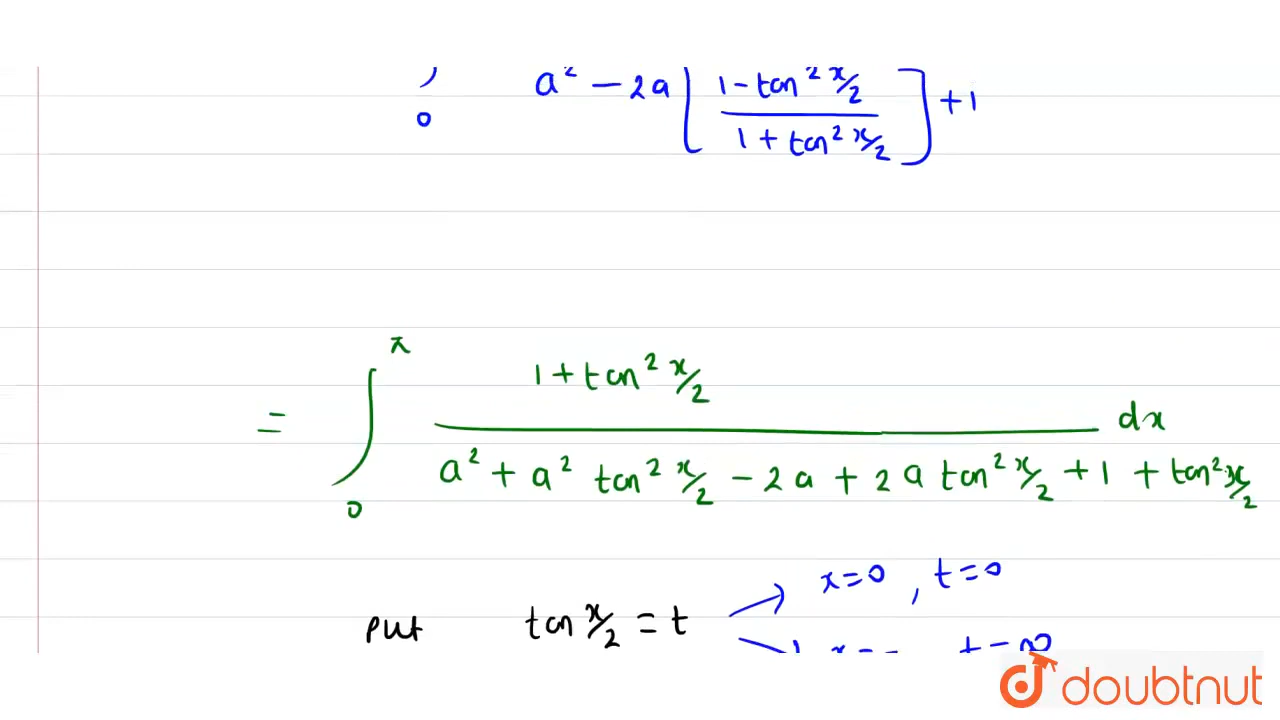 0 a² − 2a [ (1 − tan² x/2) / (1 + tan² x/2) ] + 1
= ∫₀^π (1 + tan² x/2) / (a² + a² tan² x/2 − 2a + 2a tan² x/2 + 1 + tan² x/2) dx
x=0 , t=0
put tan x/2 = t
doubtnut